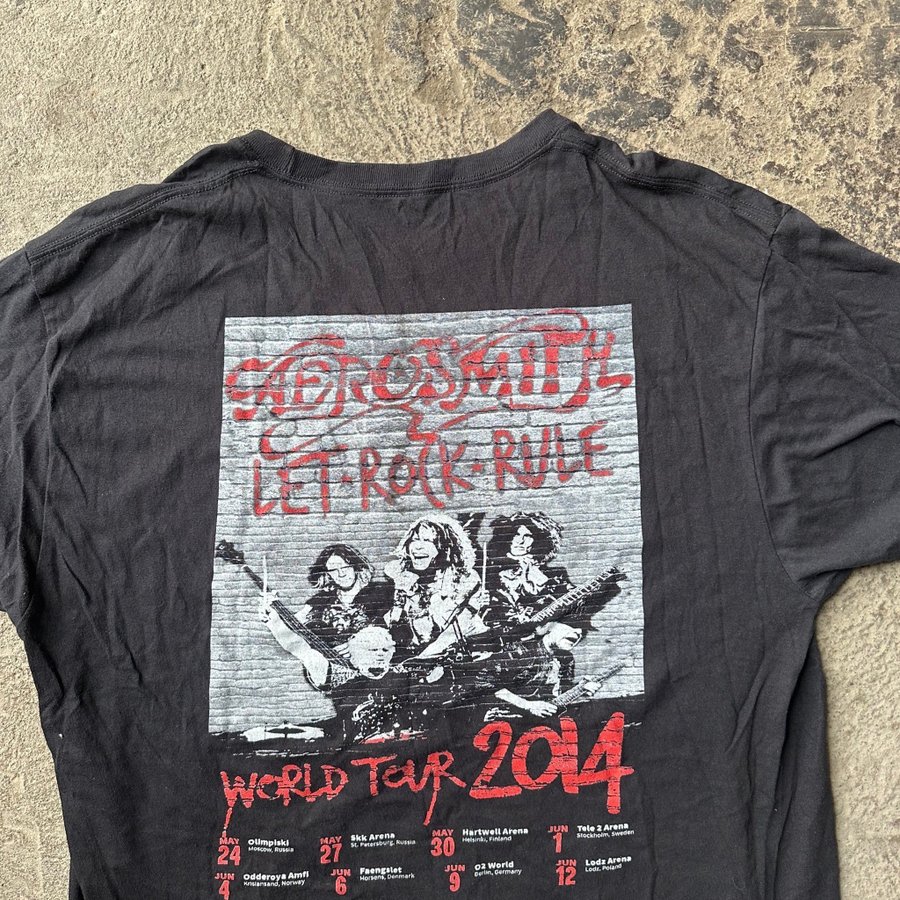 AEROSMITH
LET·ROCK·RULE
WORLD TOUR 2014
MAY 24 Olimpiski Moscow, Russia
MAY 27 Skk Arena St. Petersburg, Russia
MAY 30 Hartwell Arena Helsinki, Finland
JUN 1 Tele 2 Arena Stockholm, Sweden
JUN 4 Odderoya Amfi Krisiansand, Norway
JUN 6 Faengslet Horsens, Denmark
JUN 9 O2 World Berlin, Germany
JUN 12 Lodz Arena Lodz, Poland